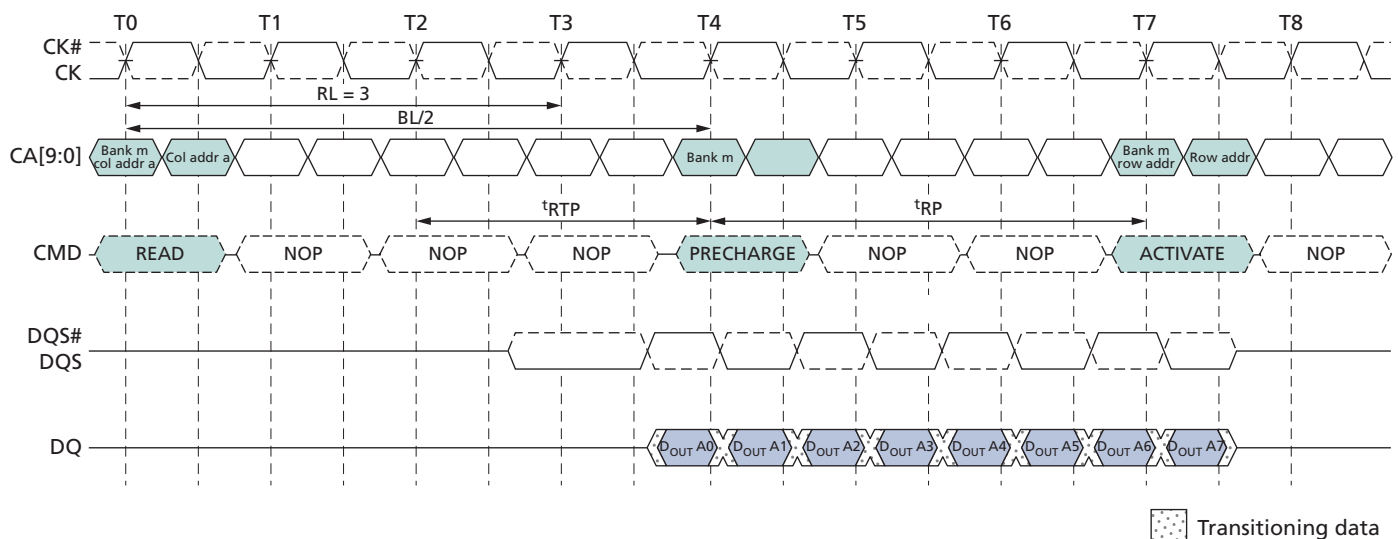 T0 T1 T2 T3 T4 T5 T6 T7 T8
CK#
CK
RL = 3
BL/2
CA[9:0]
Bank m
col addr a
Col addr a
Bank m
Bank m
row addr
Row addr
tRTP
tRP
CMD
READ NOP NOP NOP PRECHARGE NOP NOP ACTIVATE NOP
DQS#
DQS
DQ
DOUT A0 DOUT A1 DOUT A2 DOUT A3 DOUT A4 DOUT A5 DOUT A6 DOUT A7
Transitioning data